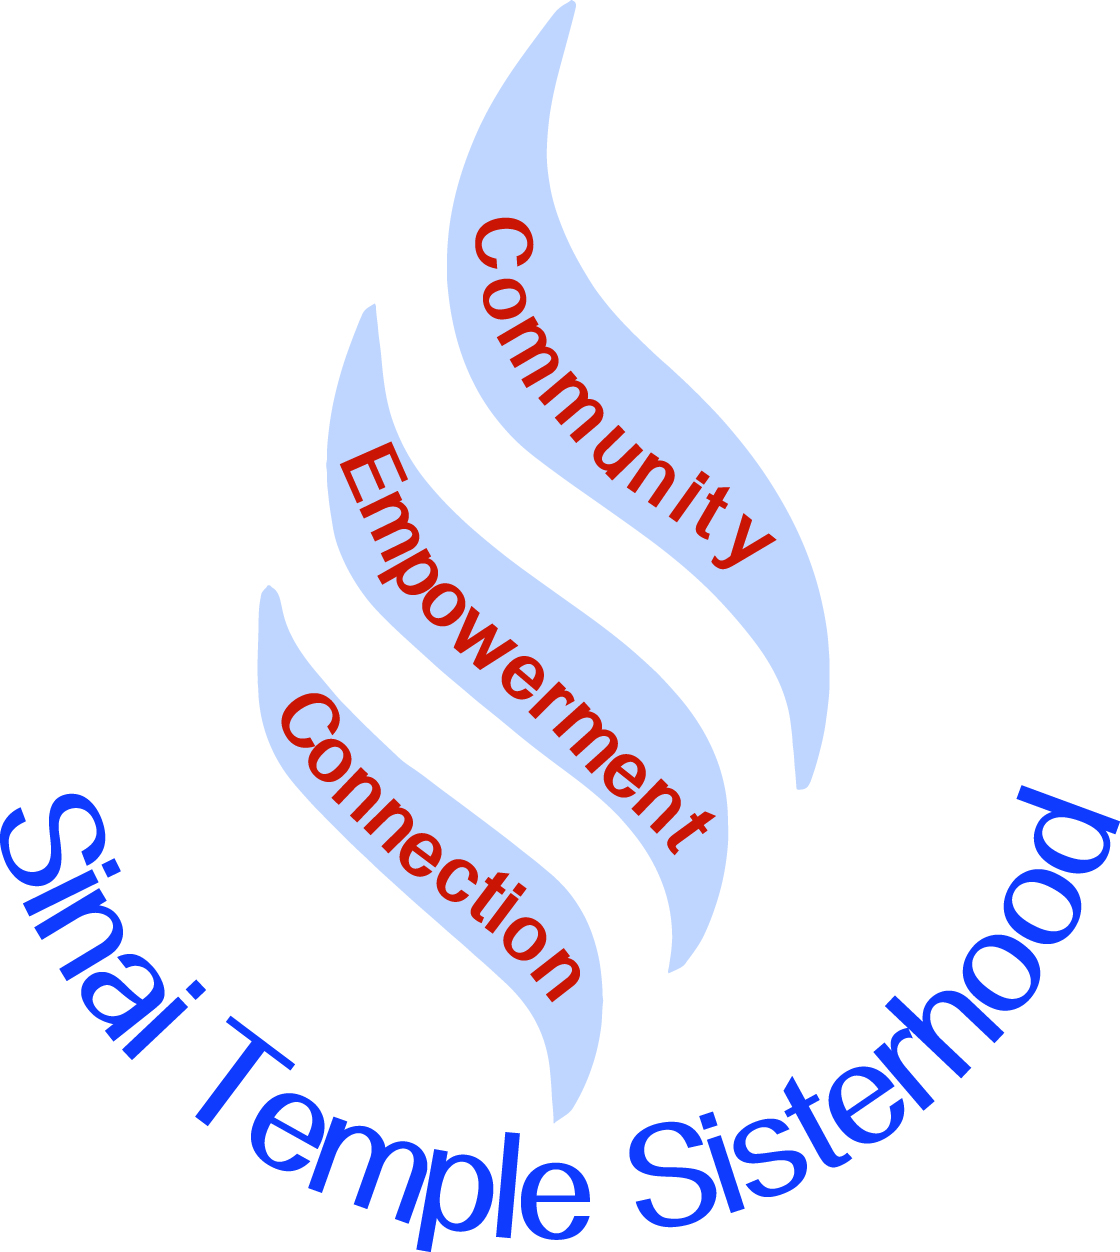 Community
Empowerment
Connection
Sinai Temple Sisterhood